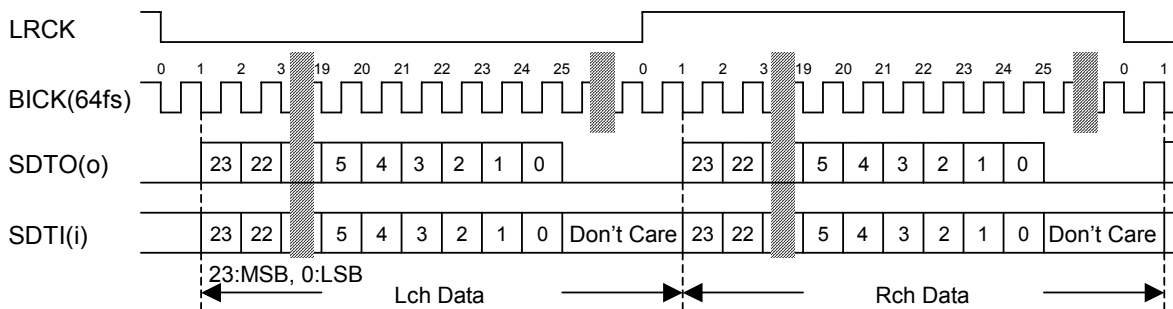 LRCK
0 1 2 3 19 20 21 22 23 24 25 0 1 2 3 19 20 21 22 23 24 25 0 1
BICK(64fs)
SDTO(o) 23 22 5 4 3 2 1 0 23 22 5 4 3 2 1 0
SDTI(i) 23 22 5 4 3 2 1 0 Don't Care 23 22 5 4 3 2 1 0 Don't Care
23:MSB, 0:LSB
Lch Data Rch Data